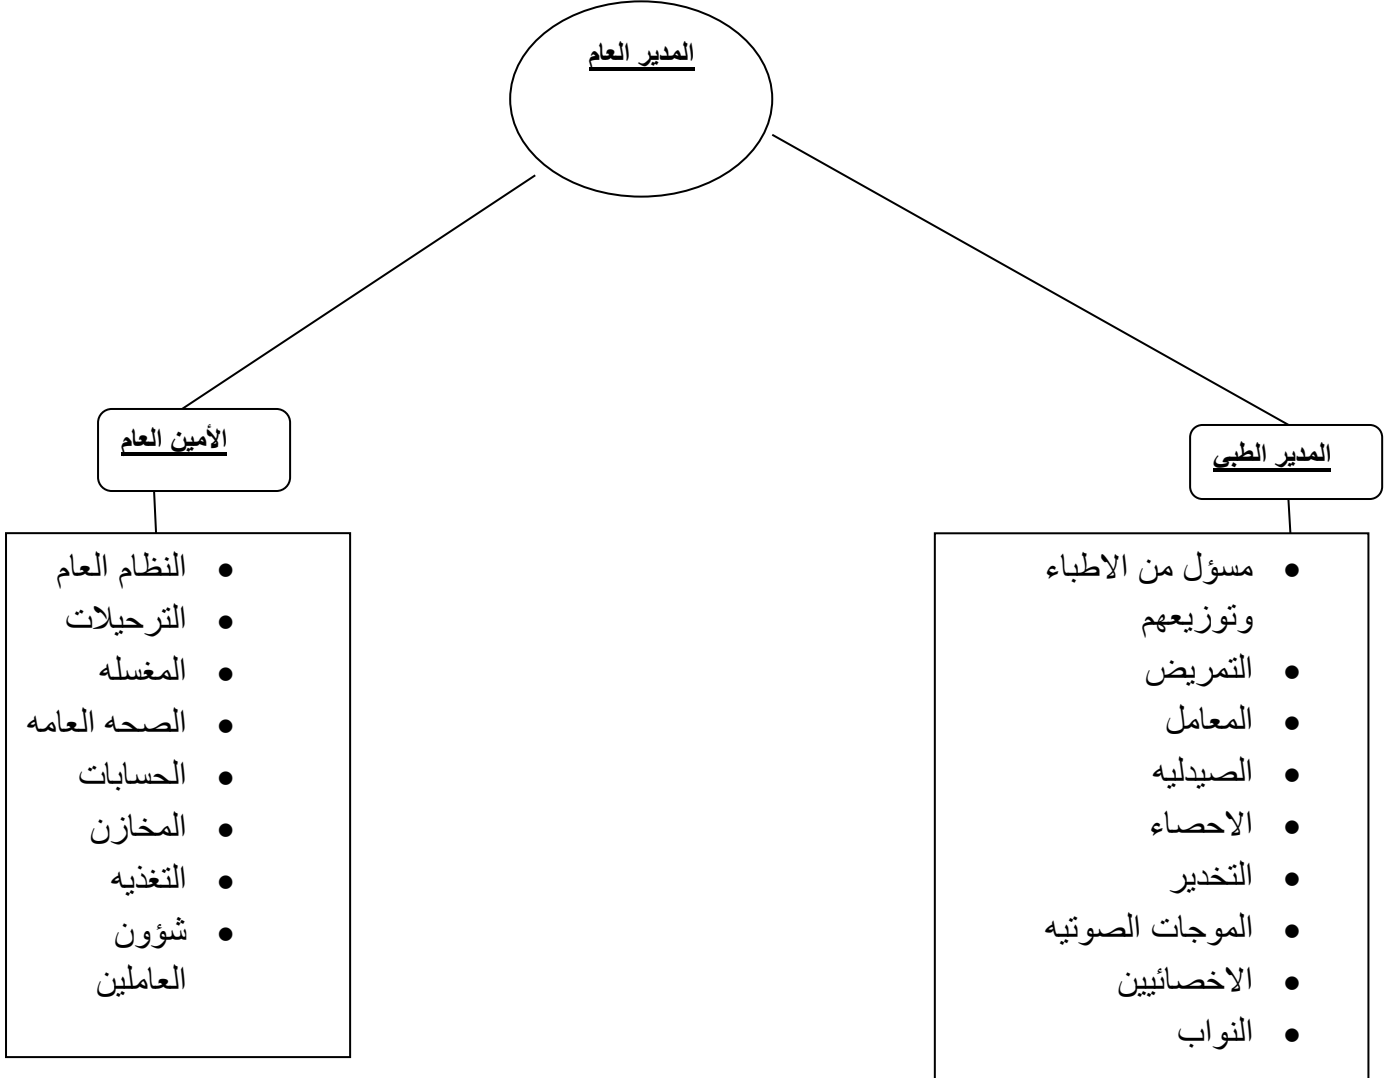 المدير العام
المدير الطبي
الأمين العام
• مسؤل من الاطباء
وتوزيعهم
• التمريض
• المعامل
• الصيدليه
• الاحصاء
• التخدير
• الموجات الصوتيه
• الاخصائيين
• النواب
• النظام العام
• الترحيلات
• المغسله
• الصحه العامه
• الحسابات
• المخازن
• التغذيه
• شؤون
العاملين